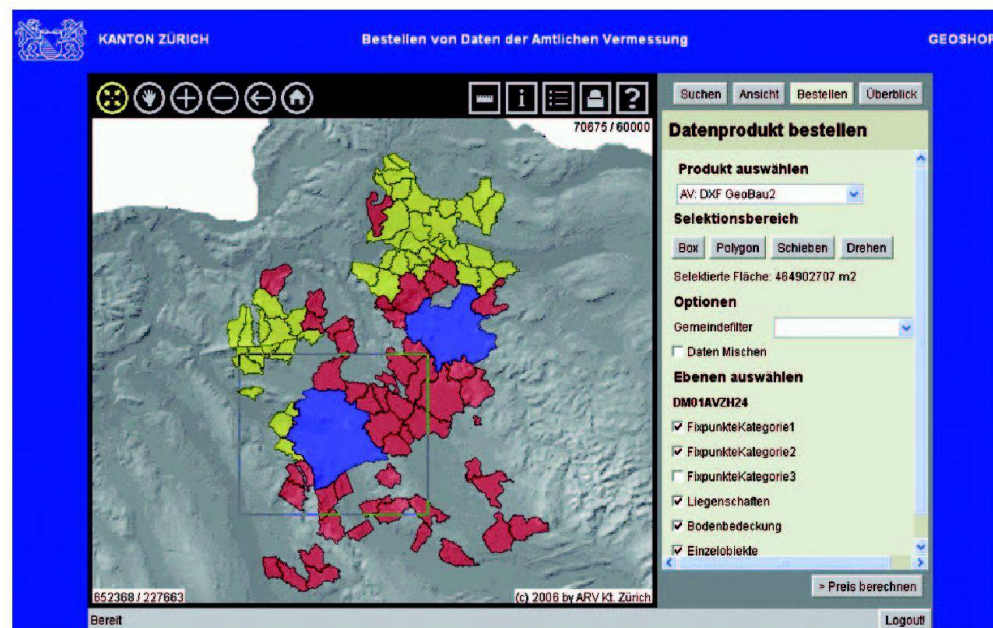 KANTON ZÜRICH
Bestellen von Daten der Amtlichen Vermessung
GEOSHOP
i
?
Suchen
Ansicht
Bestellen
Überblick
70675 / 60000
Datenprodukt bestellen
Produkt auswählen
AV: DXF GeoBau2
Selektionsbereich
Box
Polygon
Schieben
Drehen
Selektierte Fläche: 464902707 m2
Optionen
Gemeindefilter
Daten Mischen
Ebenen auswählen
DM01AVZH24
FixpunkteKategorie1
FixpunkteKategorie2
FixpunkteKategorie3
Liegenschaften
Bodenbedeckung
Einzelobjekte
> Preis berechnen
652368 / 227663
(c) 2006 by ARV Kt. Zürich
Bereit
Logout!